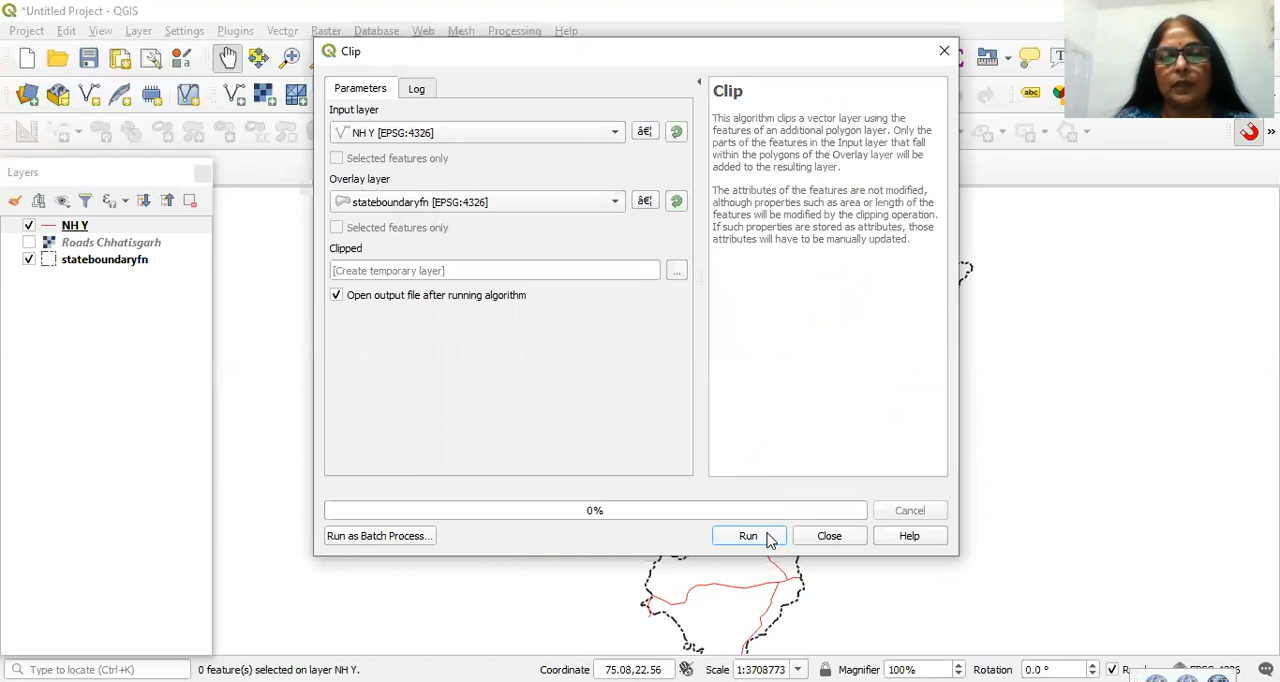 *Untitled Project - QGIS
Project Edit View Layer Settings Plugins Vector Raster Database Web Mesh Processing Help
Clip
Parameters Log
Input layer
NH Y [EPSG:4326]
…
Selected features only
Overlay layer
stateboundaryfn [EPSG:4326]
…
Selected features only
Clipped
[Create temporary layer]
...
Open output file after running algorithm
Clip
This algorithm clips a vector layer using the
features of an additional polygon layer. Only the
parts of the features in the Input layer that fall
within the polygons of the Overlay layer will be
added to the resulting layer.
The attributes of the features are not modified,
although properties such as area or length of the
features will be modified by the clipping operation.
If such properties are stored as attributes, those
attributes will have to be manually updated.
0%
Cancel
Run as Batch Process...
Run
Close
Help
Layers
NH Y
Roads Chhatisgarh
stateboundaryfn
abc
Type to locate (Ctrl+K)
0 feature(s) selected on layer NH Y.
Coordinate 75.08,22.56
Scale 1:3708773
Magnifier 100%
Rotation 0.0 °